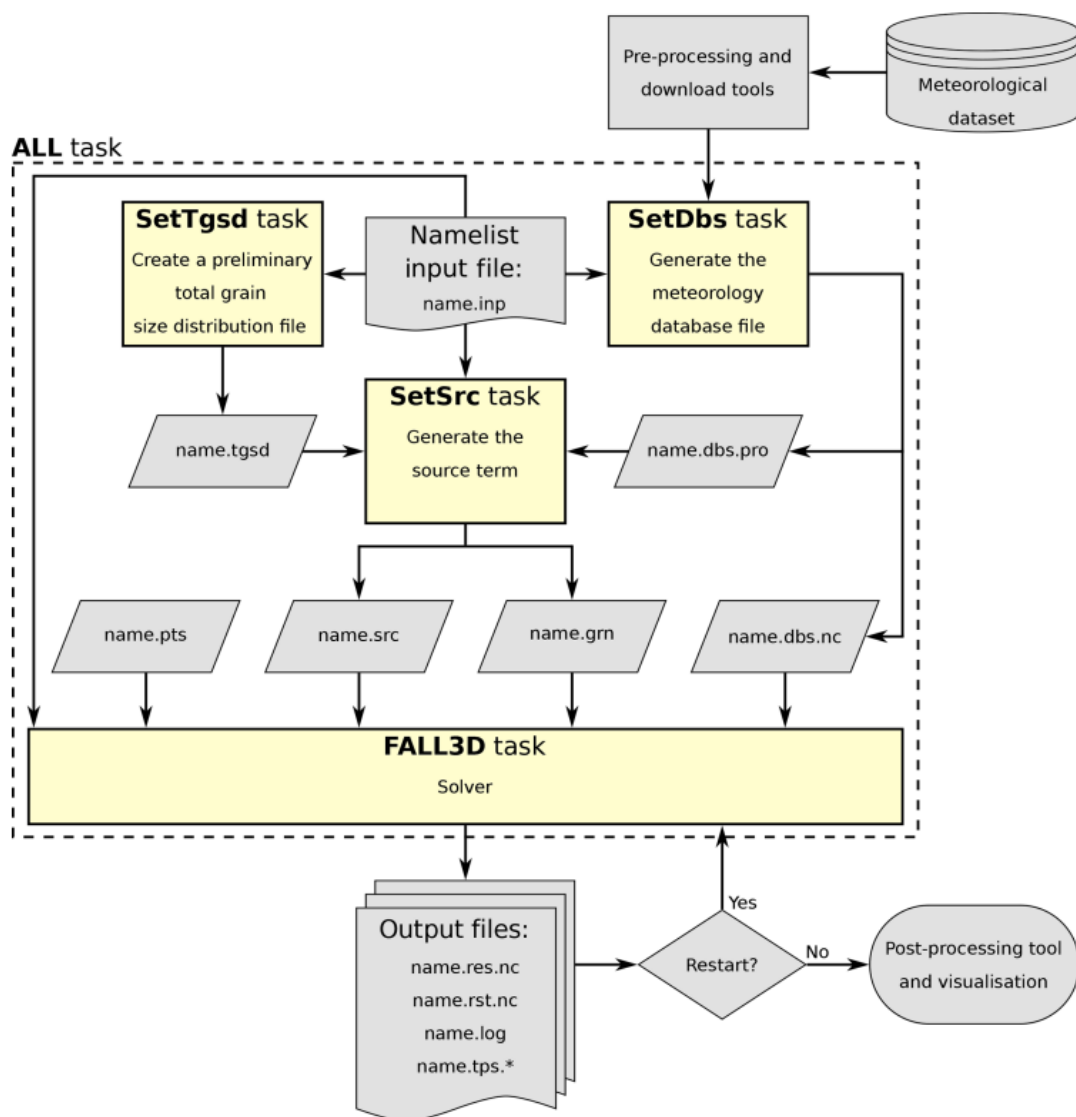 Pre-processing and
download tools
Meteorological
dataset
ALL task
SetTgsd task
Create a preliminary
total grain
size distribution file
Namelist
input file:
name.inp
SetDbs task
Generate the
meteorology
database file
SetSrc task
Generate the
source term
name.tgsd
name.dbs.pro
name.pts
name.src
name.grn
name.dbs.nc
FALL3D task
Solver
Output files:
name.res.nc
name.rst.nc
name.log
name.tps.*
Yes
Restart?
No
Post-processing tool
and visualisation